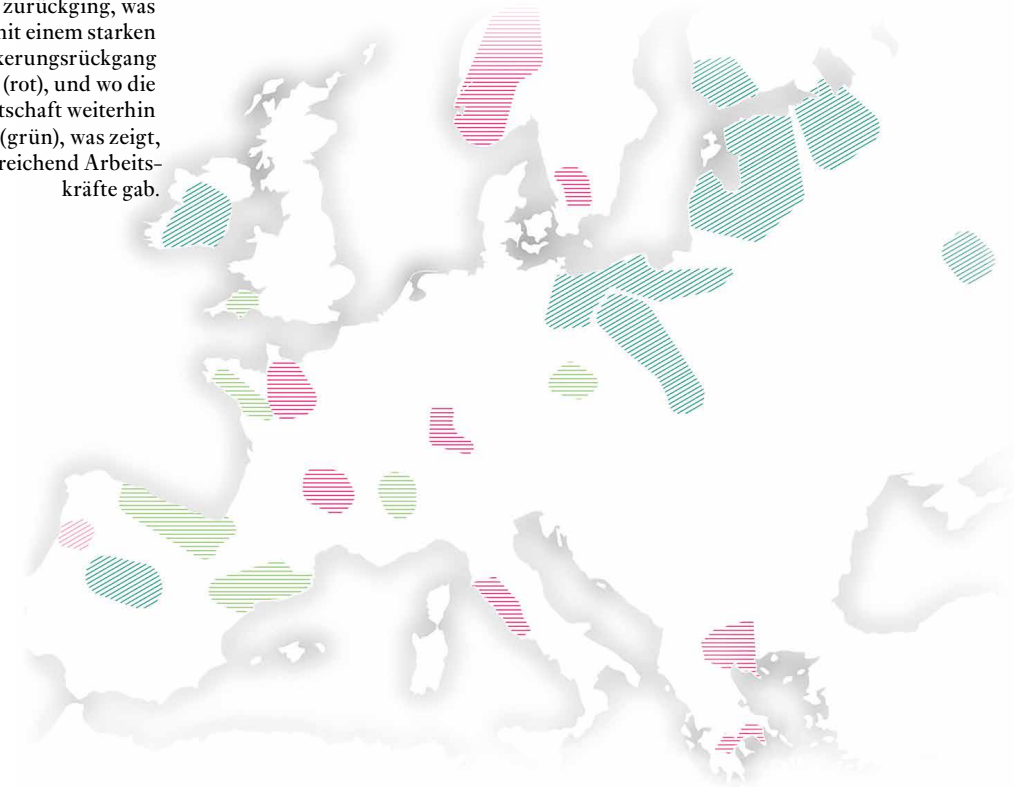 zurückging, was
mit einem starken
kerungsrückgang
(rot), und wo die
tschaft weiterhin
(grün), was zeigt,
reichend Arbeits-
kräfte gab.